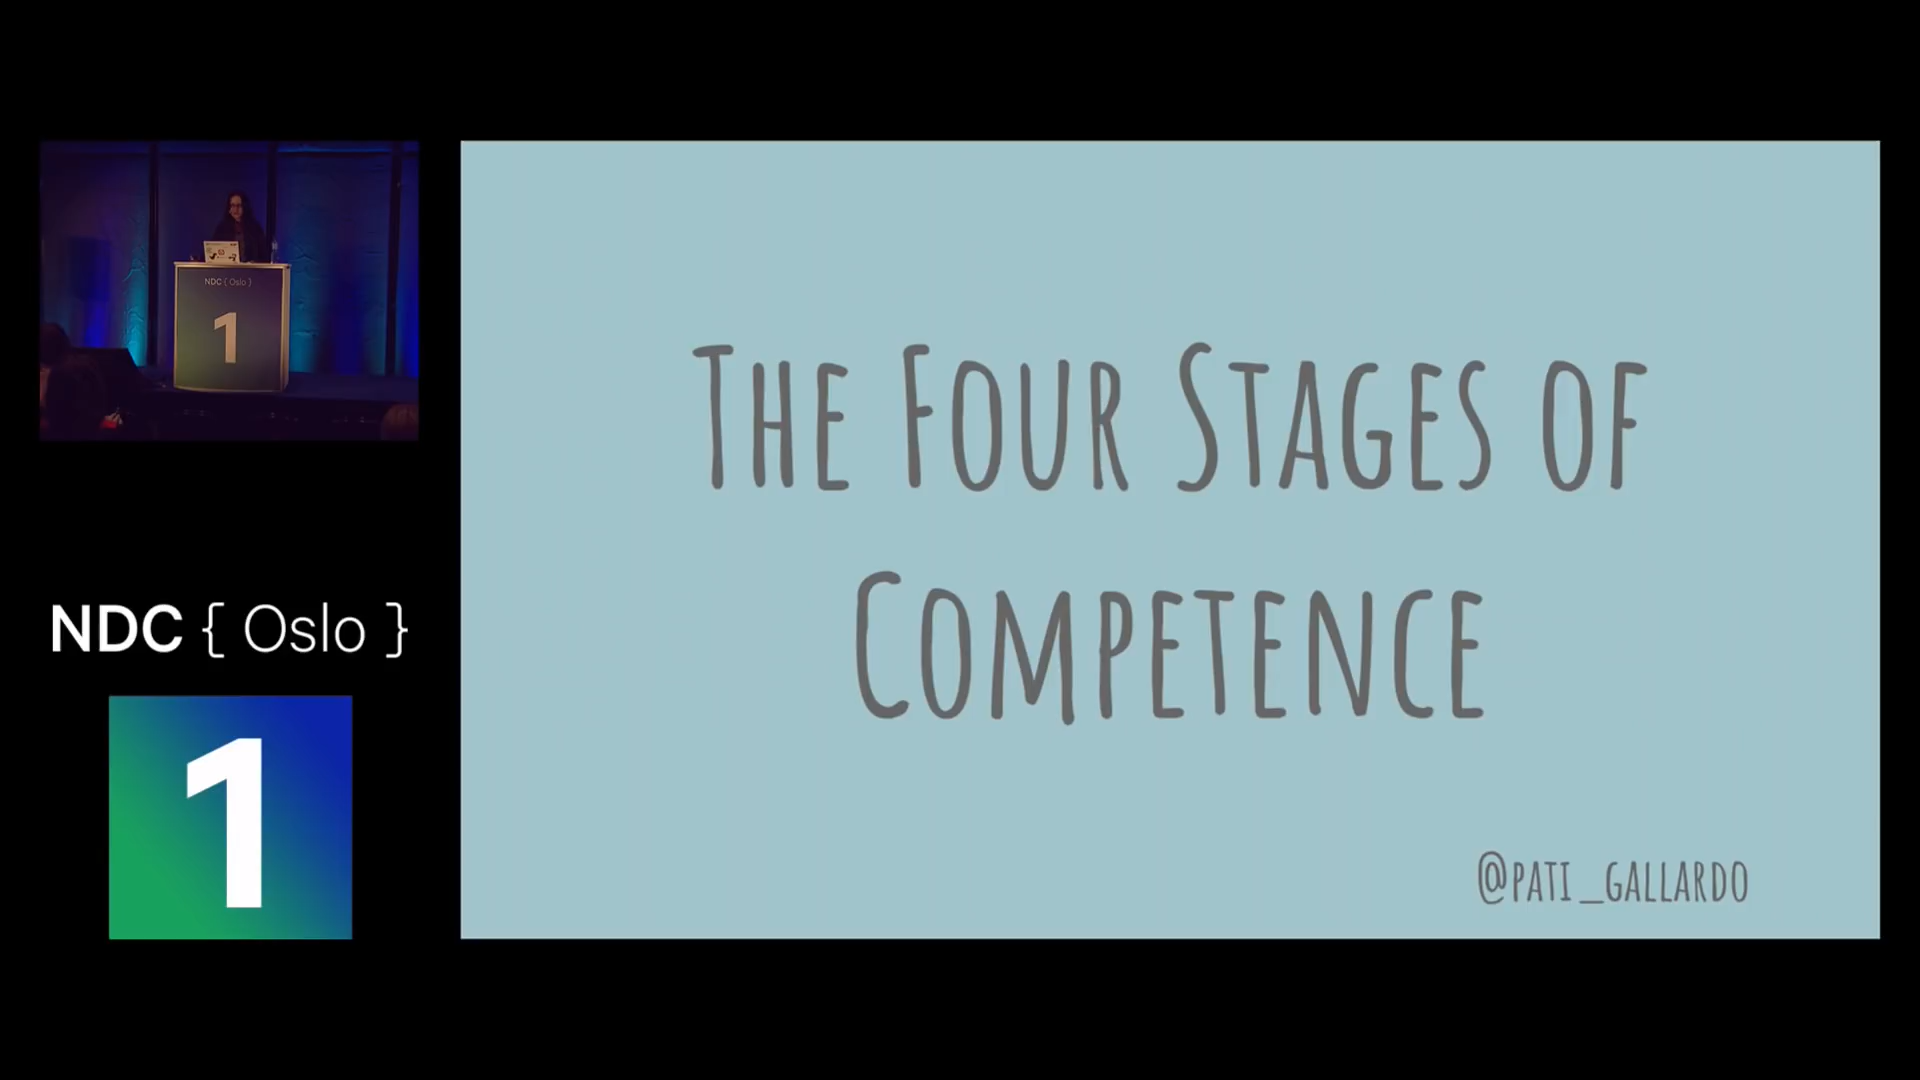 NDC { Oslo }
1
NDC { Oslo }
1
The Four Stages of
Competence
@pati_gallardo